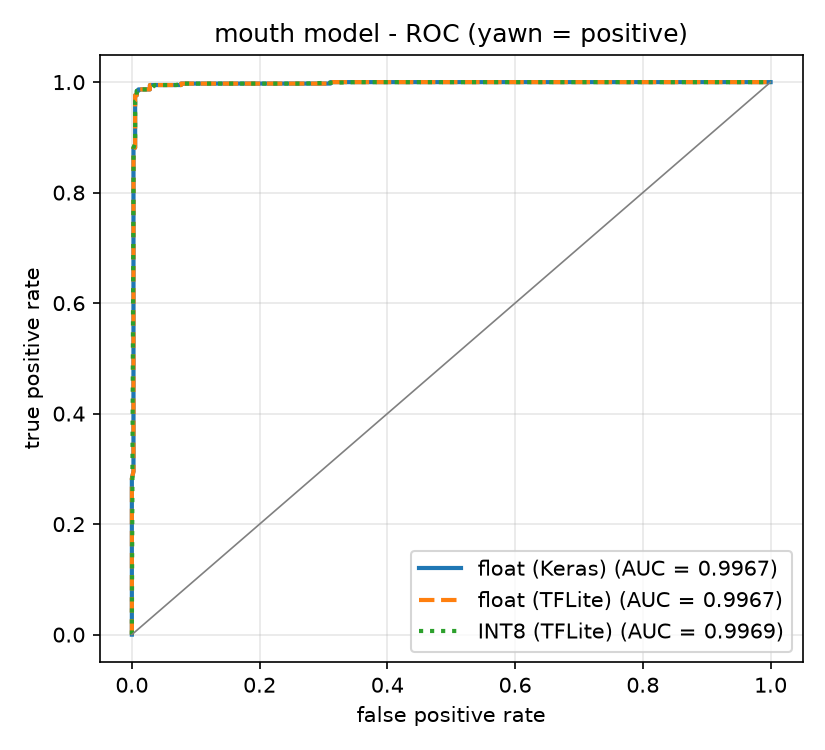 mouth model - ROC (yawn = positive)
1.0
0.8
0.6
0.4
0.2
0.0
true positive rate
float (Keras) (AUC = 0.9967)
float (TFLite) (AUC = 0.9967)
INT8 (TFLite) (AUC = 0.9969)
0.0 0.2 0.4 0.6 0.8 1.0
false positive rate